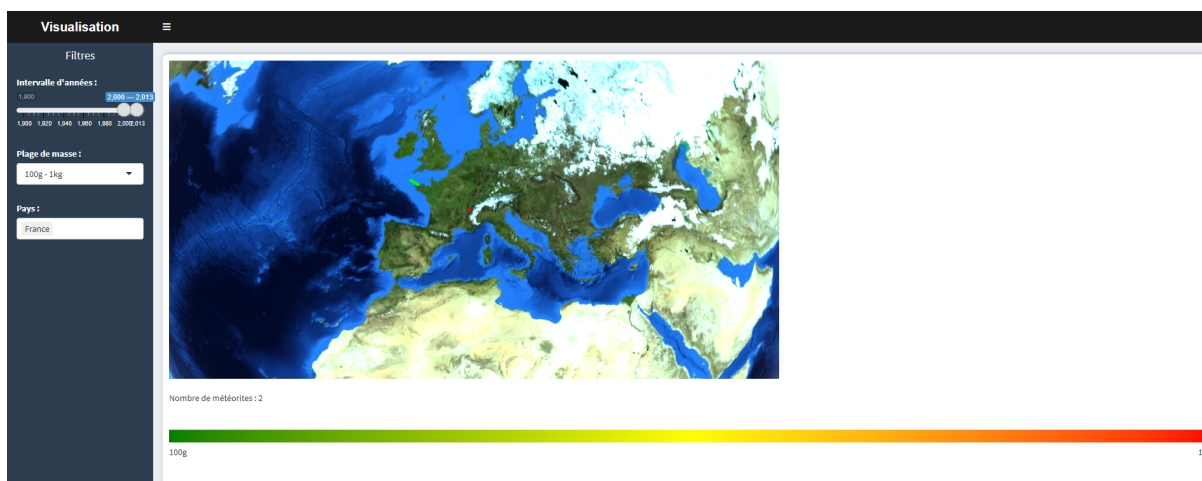 Visualisation
Filtres
Intervalle d'années :
1,900
2,000 — 2,013
1,900 1,920 1,940 1,960 1,980 2,000 2,013
Plage de masse :
100g - 1kg
Pays :
France
Nombre de météorites : 2
100g
1